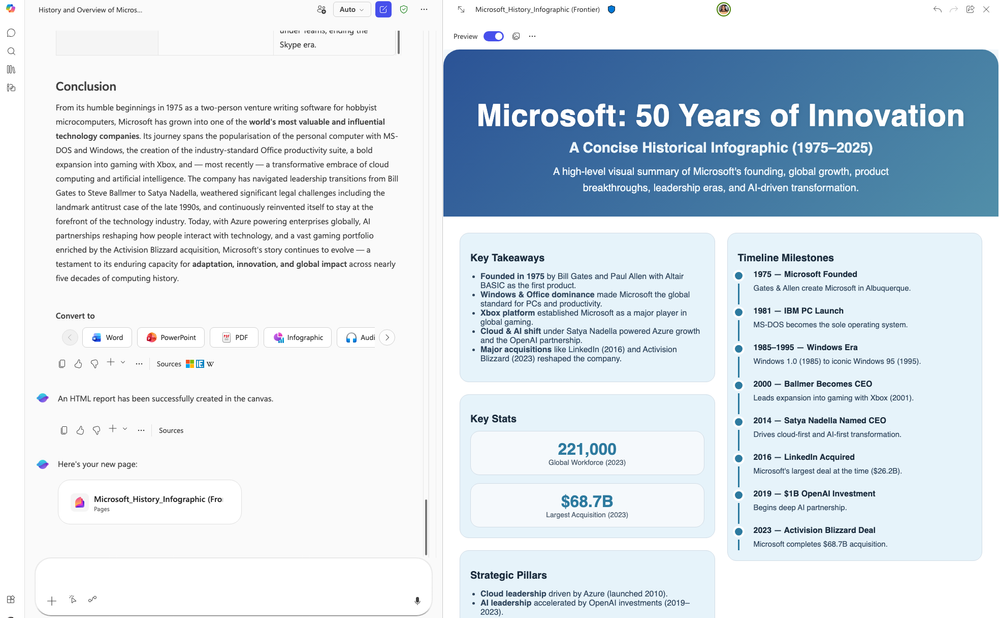 History and Overview of Micros...
Auto
under Teams, ending the
Skype era.
Conclusion
From its humble beginnings in 1975 as a two-person venture writing software for hobbyist
microcomputers, Microsoft has grown into one of the world's most valuable and influential
technology companies. Its journey spans the popularisation of the personal computer with MS-
DOS and Windows, the creation of the industry-standard Office productivity suite, a bold
expansion into gaming with Xbox, and — most recently — a transformative embrace of cloud
computing and artificial intelligence. The company has navigated leadership transitions from Bill
Gates to Steve Ballmer to Satya Nadella, weathered significant legal challenges including the
landmark antitrust case of the late 1990s, and continuously reinvented itself to stay at the
forefront of the technology industry. Today, with Azure powering enterprises globally, AI
partnerships reshaping how people interact with technology, and a vast gaming portfolio
enriched by the Activision Blizzard acquisition, Microsoft's story continues to evolve — a
testament to its enduring capacity for adaptation, innovation, and global impact across nearly
five decades of computing history.
Convert to
Word
PowerPoint
PDF
Infographic
Audi
Sources
W
An HTML report has been successfully created in the canvas.
Sources
Here's your new page:
Microsoft_History_Infographic (Fro
Pages
Microsoft_History_Infographic (Frontier)
Preview
Microsoft: 50 Years of Innovation
A Concise Historical Infographic (1975–2025)
A high-level visual summary of Microsoft's founding, global growth, product
breakthroughs, leadership eras, and AI-driven transformation.
Key Takeaways
• Founded in 1975 by Bill Gates and Paul Allen with Altair
BASIC as the first product.
• Windows & Office dominance made Microsoft the global
standard for PCs and productivity.
• Xbox platform established Microsoft as a major player in
global gaming.
• Cloud & AI shift under Satya Nadella powered Azure growth
and the OpenAI partnership.
• Major acquisitions like LinkedIn (2016) and Activision
Blizzard (2023) reshaped the company.
Key Stats
221,000
Global Workforce (2023)
$68.7B
Largest Acquisition (2023)
Strategic Pillars
• Cloud leadership driven by Azure (launched 2010).
• AI leadership accelerated by OpenAI investments (2019–
2023).
Timeline Milestones
1975 — Microsoft Founded
Gates & Allen create Microsoft in Albuquerque.
1981 — IBM PC Launch
MS-DOS becomes the sole operating system.
1985–1995 — Windows Era
Windows 1.0 (1985) to iconic Windows 95 (1995).
2000 — Ballmer Becomes CEO
Leads expansion into gaming with Xbox (2001).
2014 — Satya Nadella Named CEO
Drives cloud-first and AI-first transformation.
2016 — LinkedIn Acquired
Microsoft's largest deal at the time ($26.2B).
2019 — $1B OpenAI Investment
Begins deep AI partnership.
2023 — Activision Blizzard Deal
Microsoft completes $68.7B acquisition.